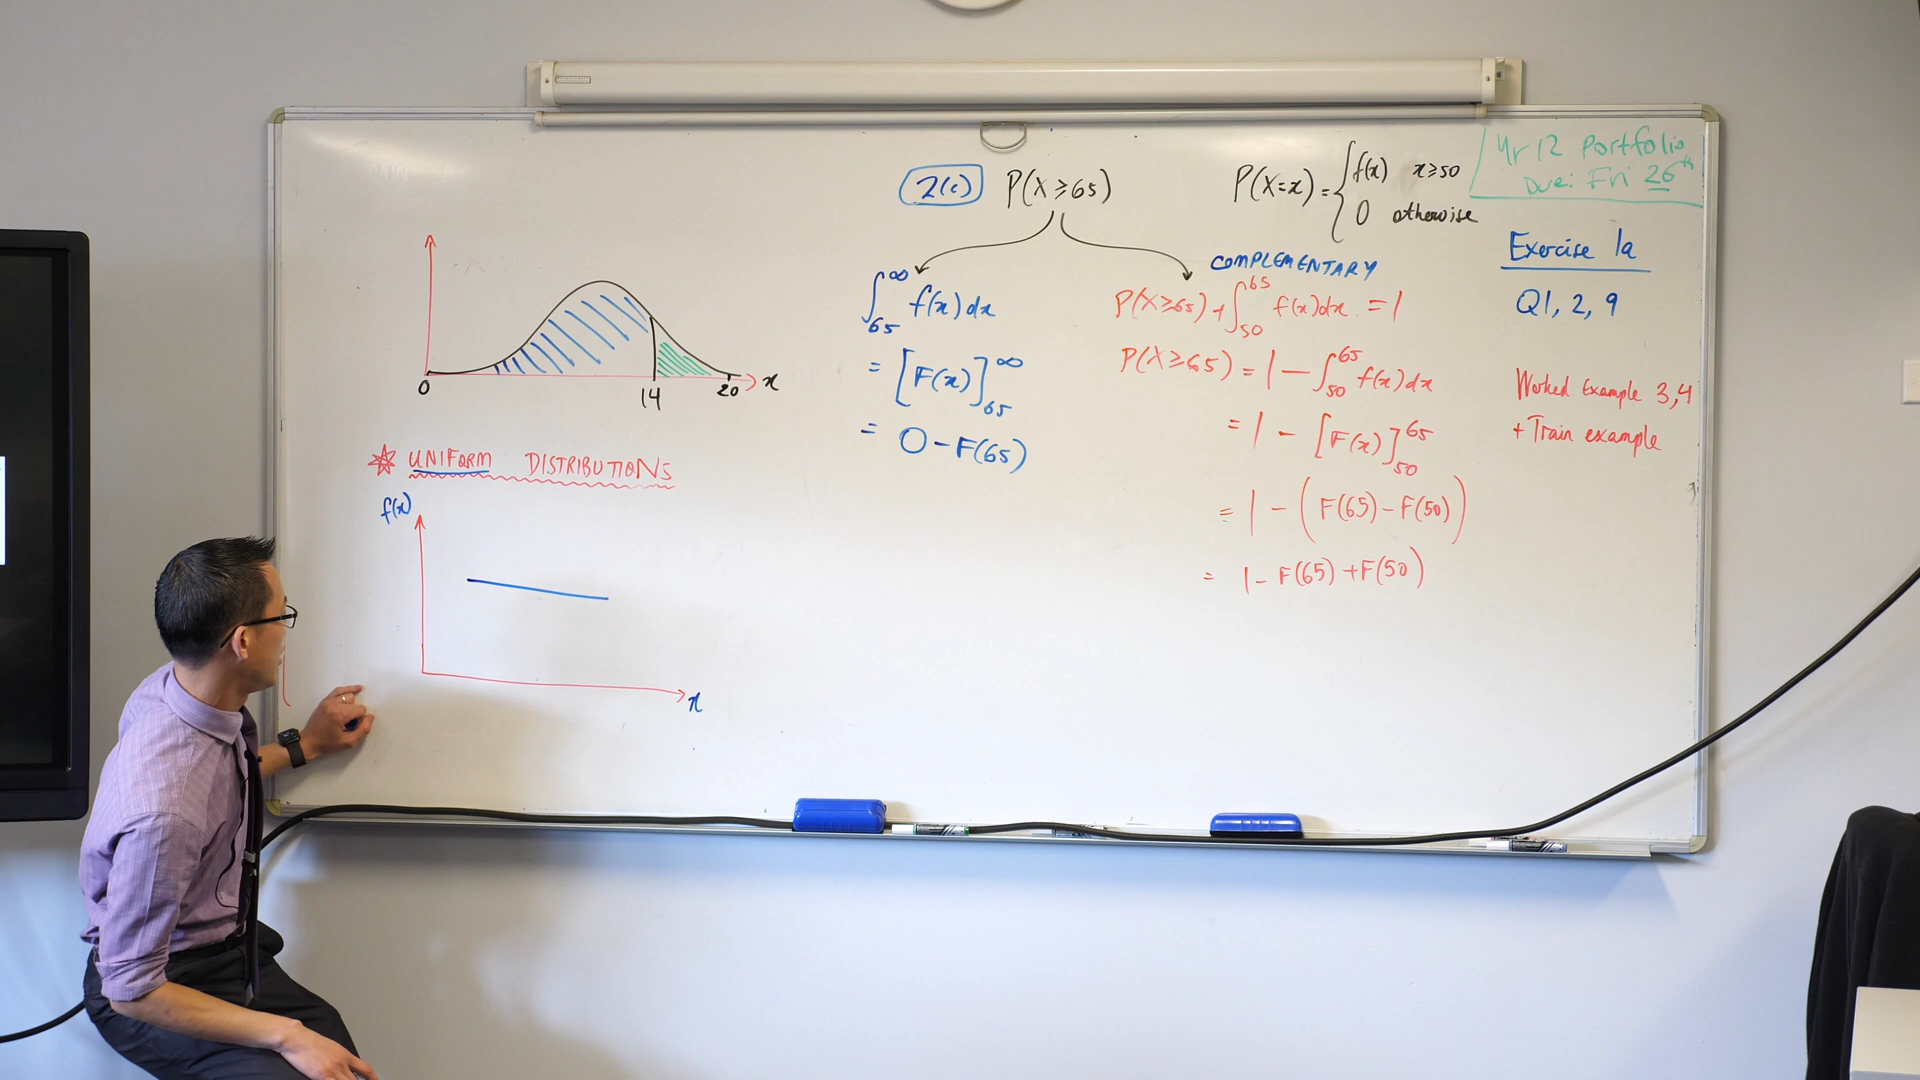 0
14
20
x
☆ UNIFORM DISTRIBUTIONS
f(x)
x
2(c) P(X≥65)
∫₆₅^∞ f(x)dx
= [F(x)]₆₅^∞
= 0 - F(65)
P(X=x) = { f(x) x≥50
0 otherwise
COMPLEMENTARY
P(X≥65) + ∫₅₀^65 f(x)dx = 1
P(X≥65) = 1 - ∫₅₀^65 f(x)dx
= 1 - [F(x)]₅₀^65
= 1 - (F(65) - F(50))
= 1 - F(65) + F(50)
Yr 12 Portfolio
Due: Fri 26th
Exercise 1a
Q1, 2, 9
Worked Example 3,4
+ Train example